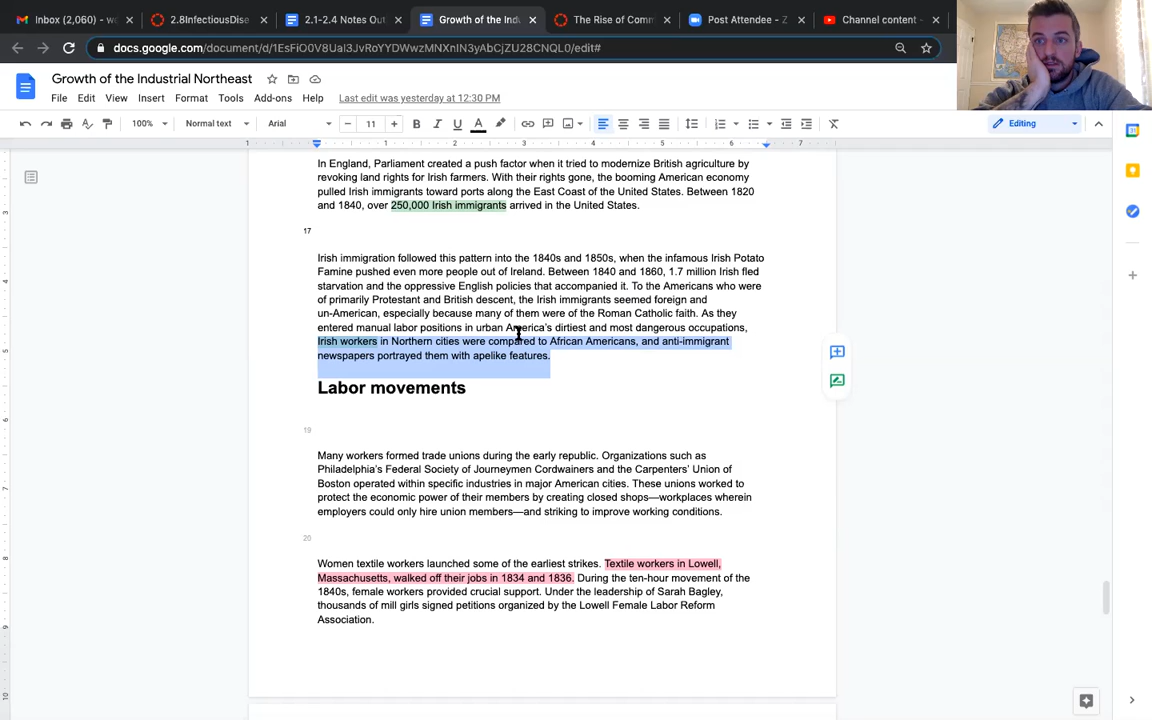 Inbox (2,060) - w
2.8InfectiousDise
2.1-2.4 Notes Out
Growth of the Ind
The Rise of Comm
Post Attendee - Z
Channel content -
docs.google.com/document/d/1EsFiO0V8UaI3JvRoYYDWwzMNXnIN3yAbCjZU28CNQL0/edit#
Growth of the Industrial Northeast
File Edit View Insert Format Tools Add-ons Help Last edit was yesterday at 12:30 PM
100% Normal text Arial 11 B I U A Editing
1 1 2 3 4 5 6 7
In England, Parliament created a push factor when it tried to modernize British agriculture by
revoking land rights for Irish farmers. With their rights gone, the booming American economy
pulled Irish immigrants toward ports along the East Coast of the United States. Between 1820
and 1840, over 250,000 Irish immigrants arrived in the United States.
17
Irish immigration followed this pattern into the 1840s and 1850s, when the infamous Irish Potato
Famine pushed even more people out of Ireland. Between 1840 and 1860, 1.7 million Irish fled
starvation and the oppressive English policies that accompanied it. To the Americans who were
of primarily Protestant and British descent, the Irish immigrants seemed foreign and
un-American, especially because many of them were of the Roman Catholic faith. As they
entered manual labor positions in urban America's dirtiest and most dangerous occupations,
Irish workers in Northern cities were compared to African Americans, and anti-immigrant
newspapers portrayed them with apelike features.
Labor movements
19
Many workers formed trade unions during the early republic. Organizations such as
Philadelphia's Federal Society of Journeymen Cordwainers and the Carpenters' Union of
Boston operated within specific industries in major American cities. These unions worked to
protect the economic power of their members by creating closed shops—workplaces wherein
employers could only hire union members—and striking to improve working conditions.
20
Women textile workers launched some of the earliest strikes. Textile workers in Lowell,
Massachusetts, walked off their jobs in 1834 and 1836. During the ten-hour movement of the
1840s, female workers provided crucial support. Under the leadership of Sarah Bagley,
thousands of mill girls signed petitions organized by the Lowell Female Labor Reform
Association.
3
4
5
6
7
8
9
10